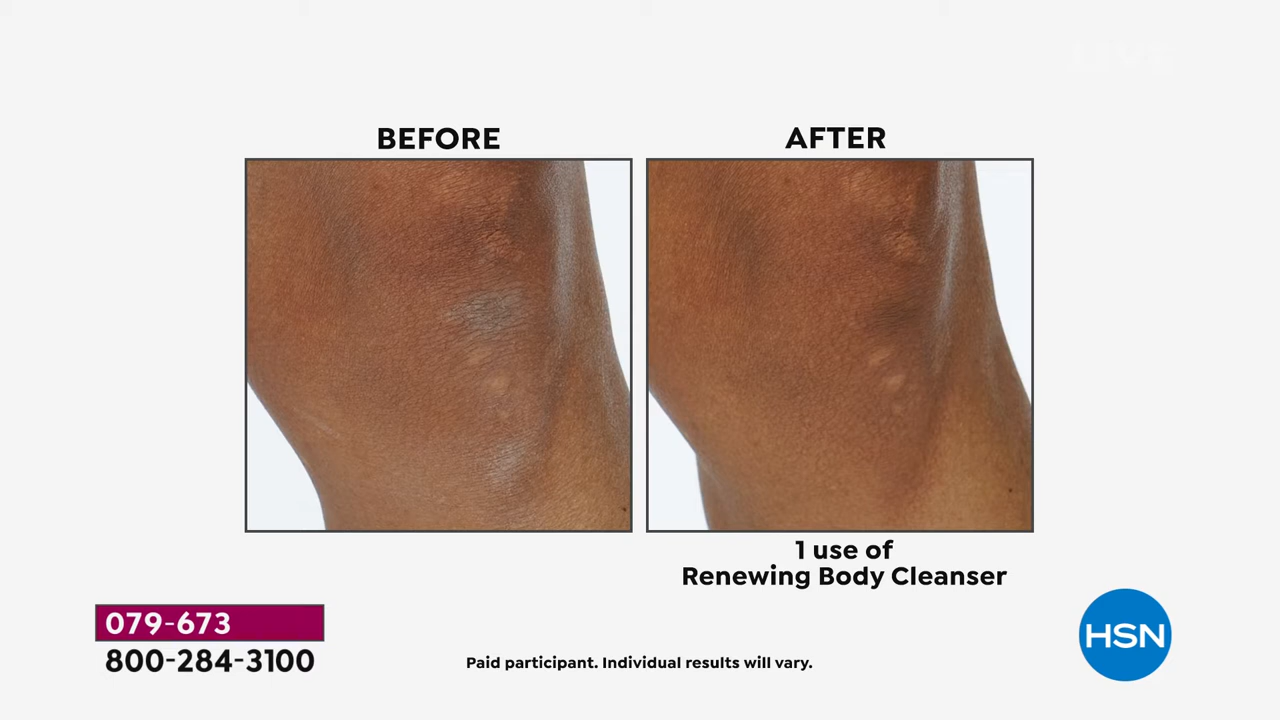 BEFORE
AFTER
1 use of
Renewing Body Cleanser
079-673
800-284-3100
Paid participant. Individual results will vary.
HSN